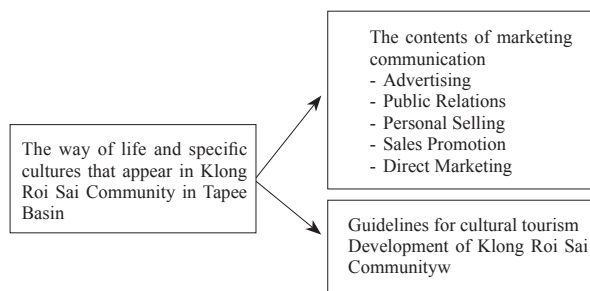 The way of life and specific
cultures that appear in Klong
Roi Sai Community in Tapee
Basin
The contents of marketing
communication
- Advertising
- Public Relations
- Personal Selling
- Sales Promotion
- Direct Marketing
Guidelines for cultural tourism
Development of Klong Roi Sai
Communityw